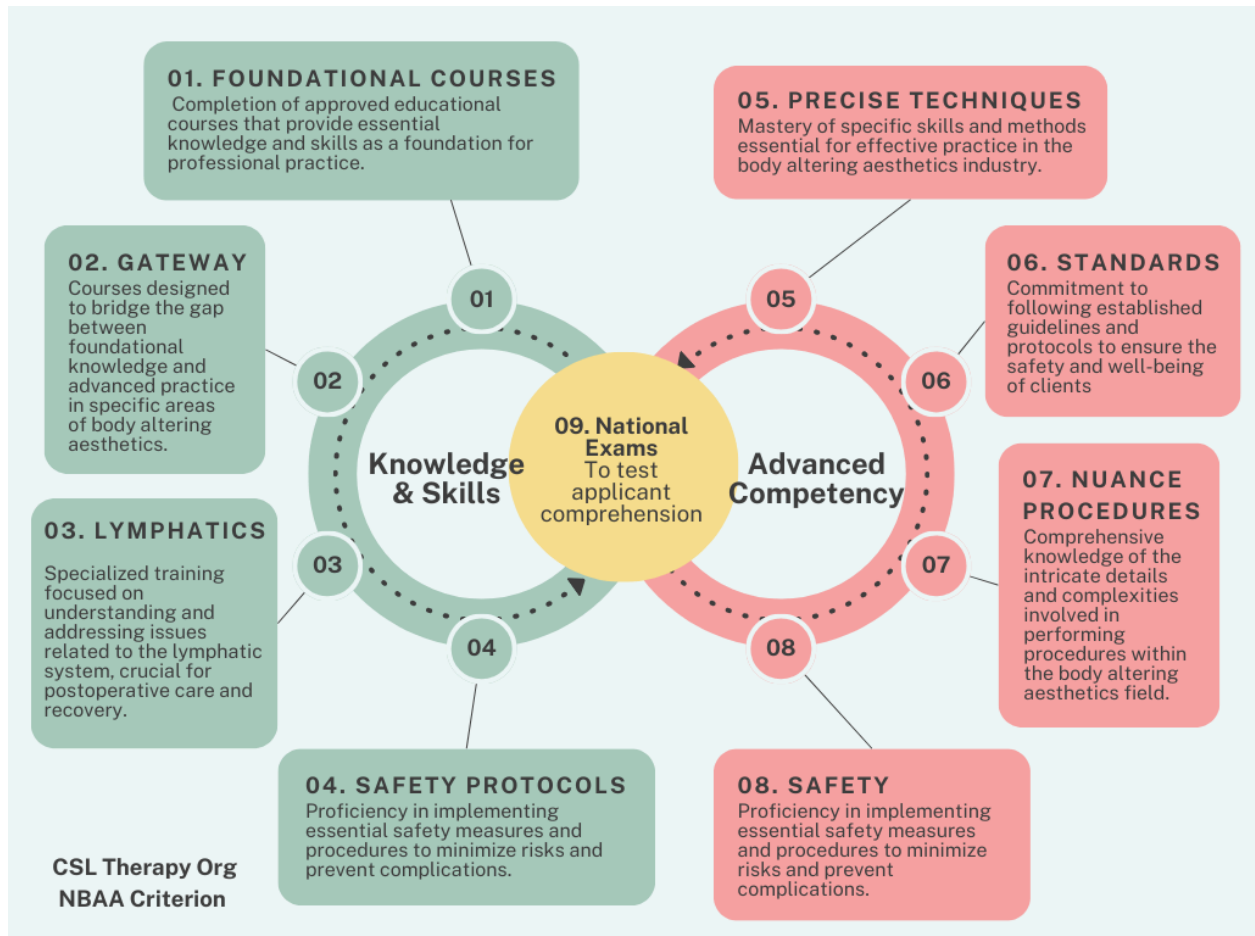 01. FOUNDATIONAL COURSES
Completion of approved educational
courses that provide essential
knowledge and skills as a foundation for
professional practice.
02. GATEWAY
Courses designed
to bridge the gap
between
foundational
knowledge and
advanced practice
in specific areas
of body altering
aesthetics.
03. LYMPHATICS
Specialized training
focused on
understanding and
addressing issues
related to the lymphatic
system, crucial for
postoperative care and
recovery.
04. SAFETY PROTOCOLS
Proficiency in implementing
essential safety measures and
procedures to minimize risks and
prevent complications.
01
02
03
04
Knowledge
& Skills
09. National
Exams
To test
applicant
comprehension
Advanced
Competency
05
06
07
08
05. PRECISE TECHNIQUES
Mastery of specific skills and methods
essential for effective practice in the
body altering aesthetics industry.
06. STANDARDS
Commitment to
following established
guidelines and
protocols to ensure the
safety and well-being
of clients
07. NUANCE
PROCEDURES
Comprehensive
knowledge of the
intricate details
and complexities
involved in
performing
procedures within
the body altering
aesthetics field.
08. SAFETY
Proficiency in implementing
essential safety measures
and procedures to minimize
risks and prevent
complications.
CSL Therapy Org
NBAA Criterion